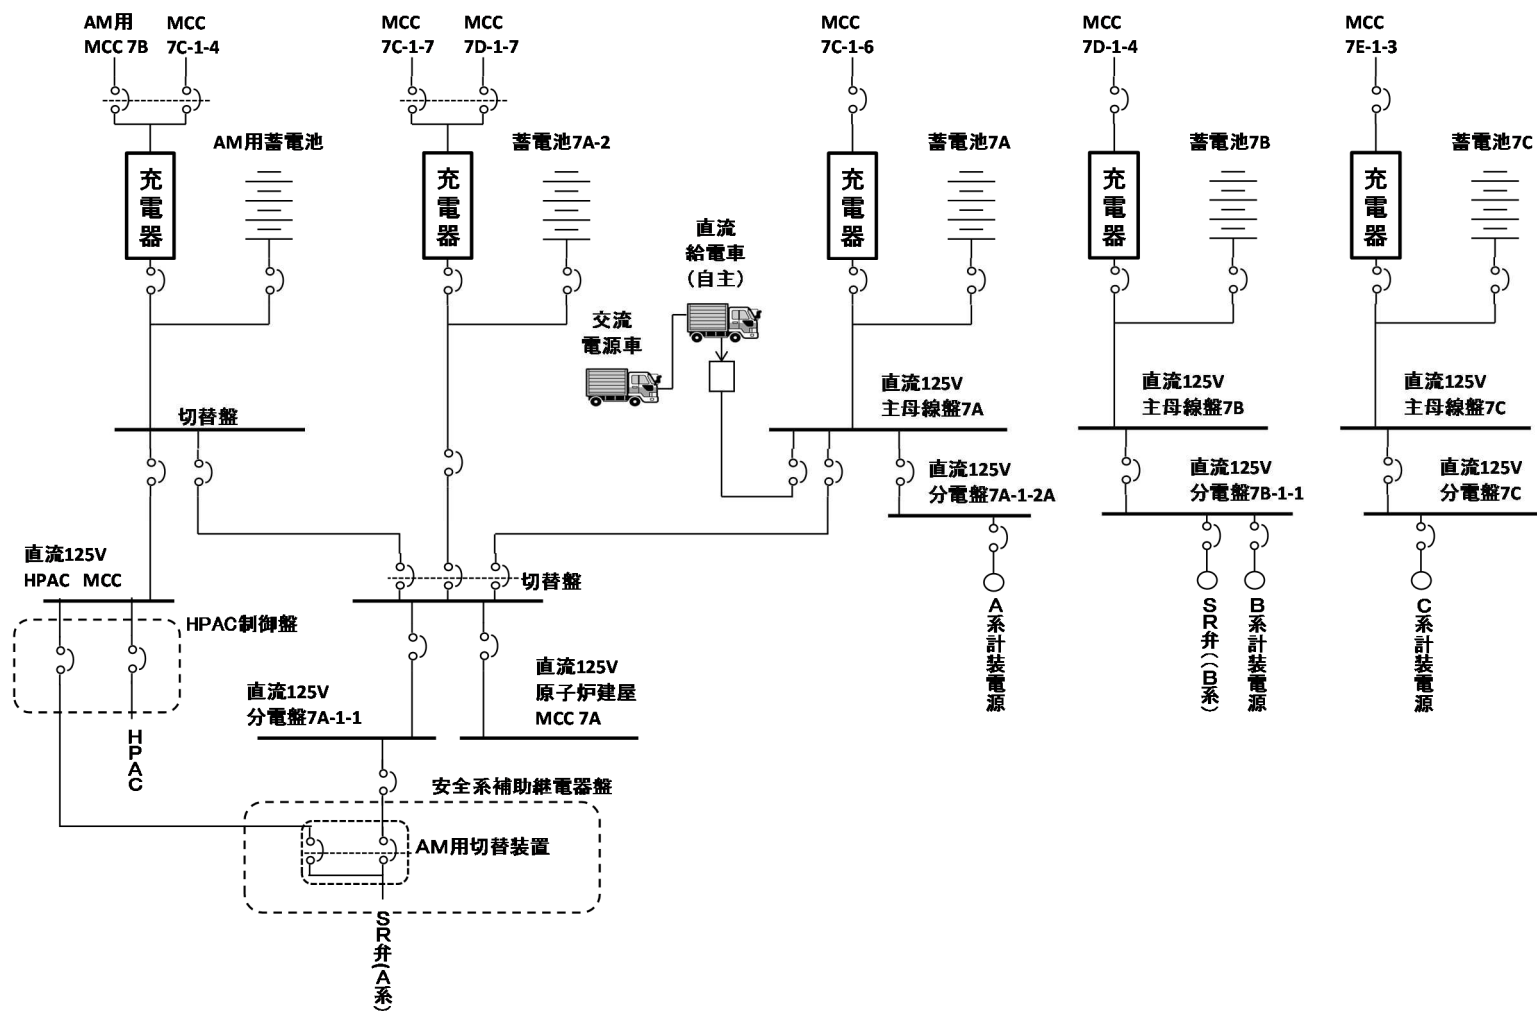 AM用
MCC 7B
MCC
7C-1-4
MCC
7C-1-7
MCC
7D-1-7
MCC
7C-1-6
MCC
7D-1-4
MCC
7E-1-3
充電器
AM用蓄電池
充電器
蓄電池7A-2
充電器
蓄電池7A
充電器
蓄電池7B
充電器
蓄電池7C
直流
給電車
(自主)
交流
電源車
切替盤
直流125V
主母線盤7A
直流125V
主母線盤7B
直流125V
主母線盤7C
直流125V
分電盤7A-1-2A
直流125V
分電盤7B-1-1
直流125V
分電盤7C
直流125V
HPAC MCC
切替盤
HPAC制御盤
A系計装電源
SR弁((B系)
B系計装電源
C系計装電源
直流125V
分電盤7A-1-1
直流125V
原子炉建屋
MCC 7A
HPAC
安全系補助継電器盤
AM用切替装置
SR弁(A系)